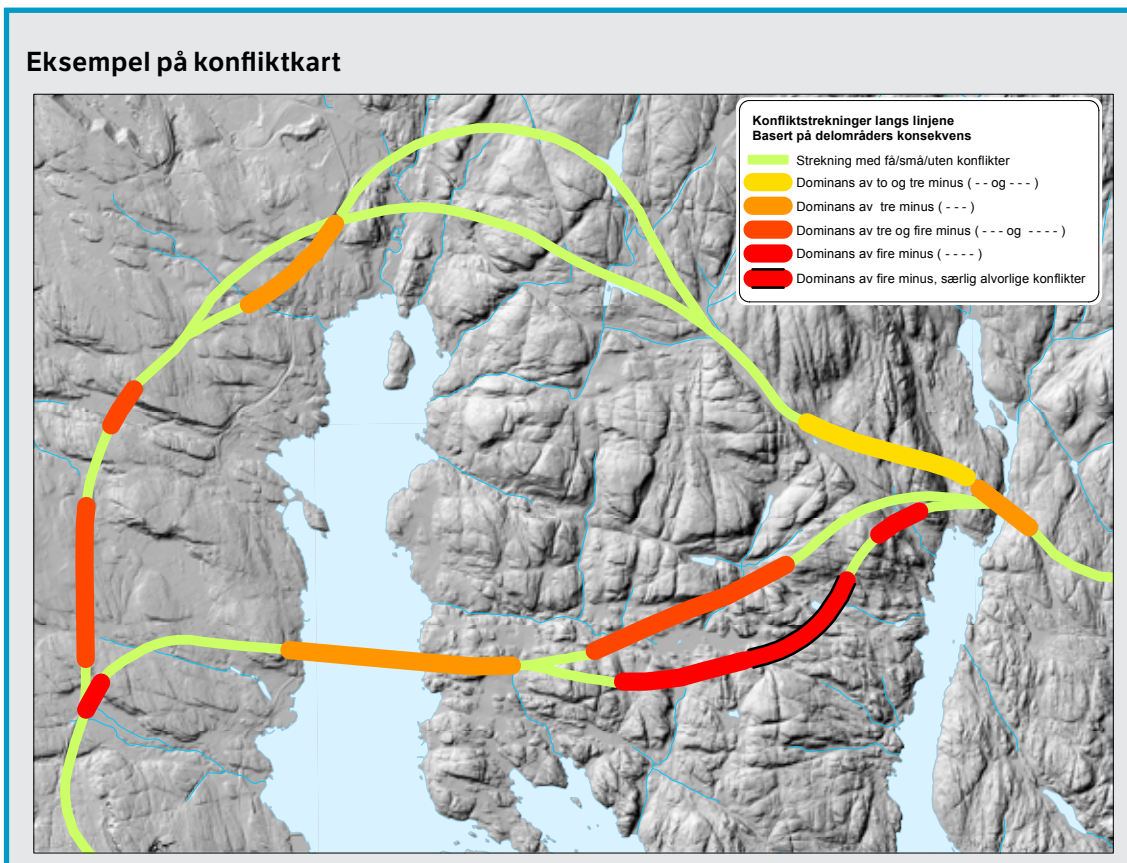 Eksempel på konfliktkart
Konfliktstrekninger langs linjene
Basert på delområders konsekvens
Strekning med få/små/uten konflikter
Dominans av to og tre minus ( - - og - - - )
Dominans av  tre minus ( - - - )
Dominans av tre og fire minus ( - - - og  - - - - )
Dominans av fire minus ( - - - - )
Dominans av fire minus, særlig alvorlige konflikter